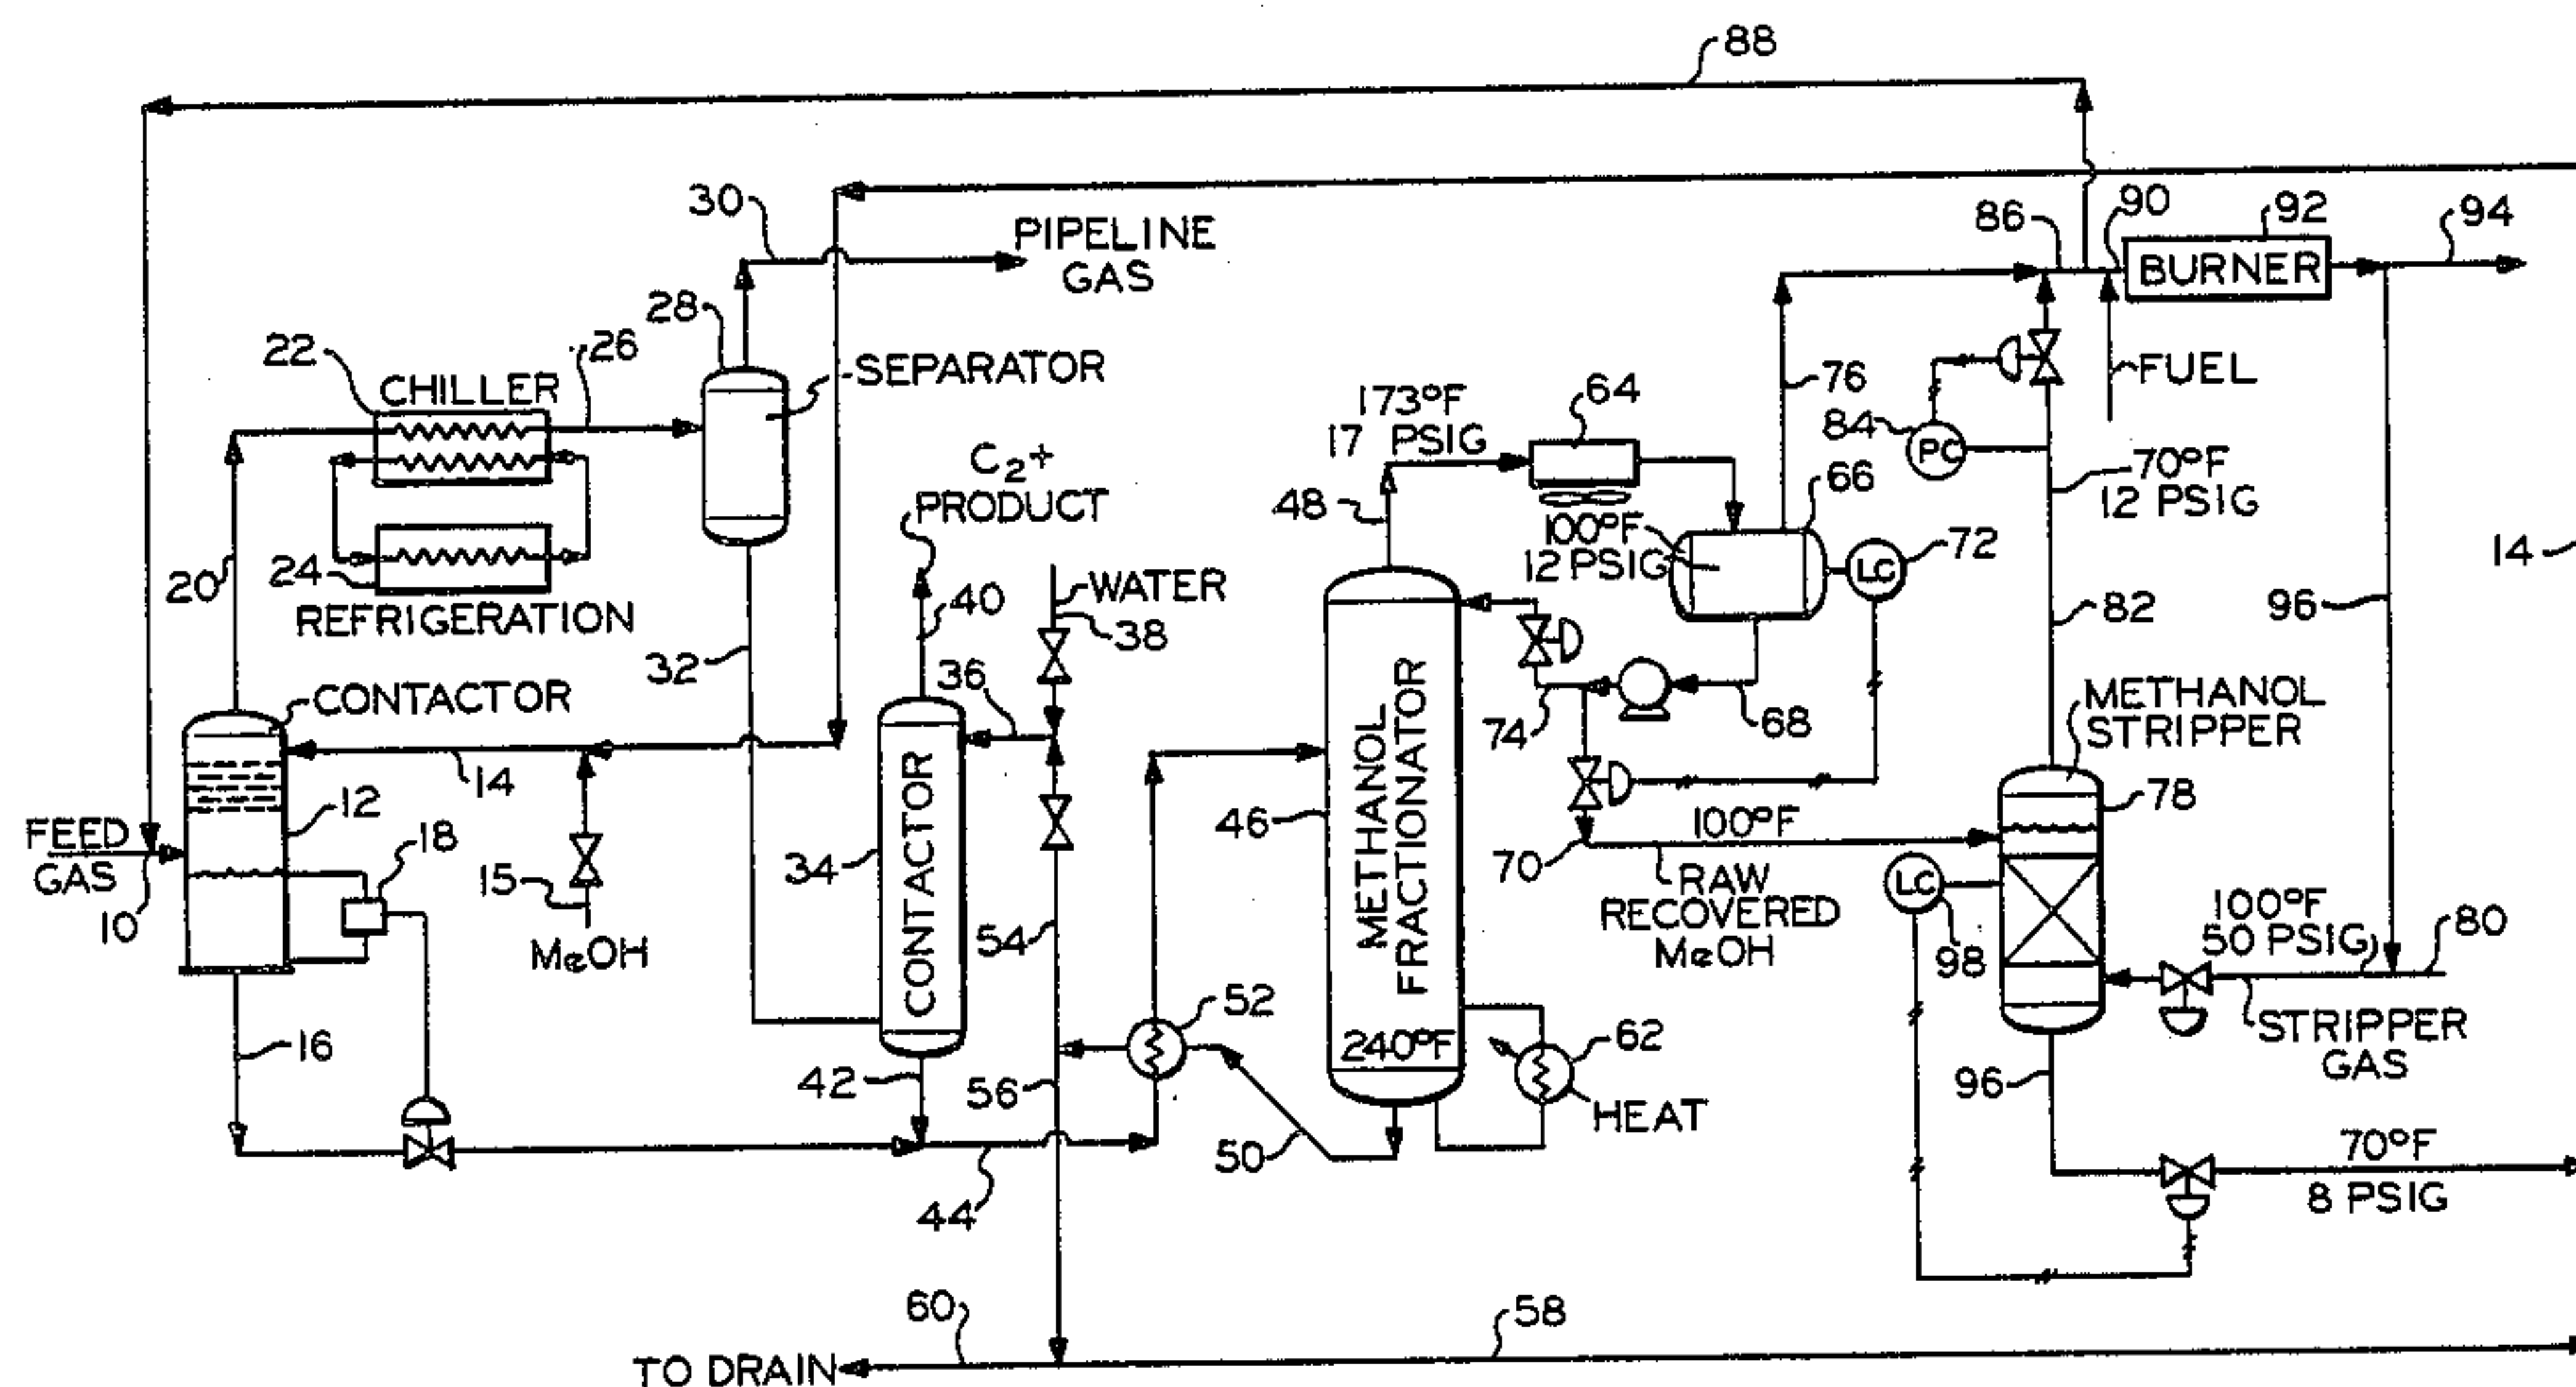 88
30
PIPELINE
GAS
86
90
92
BURNER
94
28
22
CHILLER
26
SEPARATOR
76
FUEL
173°F
17 PSIG
64
84
PC
70°F
12 PSIG
C2+
PRODUCT
48
66
100°F
12 PSIG
LC
72
14
20
24
REFRIGERATION
40
WATER
38
96
82
32
36
CONTACTOR
74
68
METHANOL
STRIPPER
14
12
78
FEED
GAS
18
34
CONTACTOR
46
METHANOL
FRACTIONATOR
100°F
70
RAW
RECOVERED
MeOH
LC
98
10
15
MeOH
54
100°F
50 PSIG
80
STRIPPER
GAS
52
240°F
62
HEAT
16
42
56
96
50
44
70°F
8 PSIG
60
58
TO DRAIN